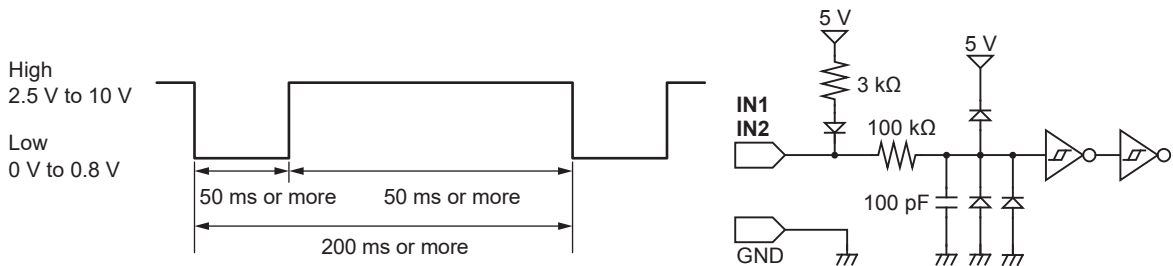 High
2.5 V to 10 V
Low
0 V to 0.8 V
50 ms or more
50 ms or more
200 ms or more
5 V
3 kΩ
IN1
IN2
100 kΩ
5 V
100 pF
GND